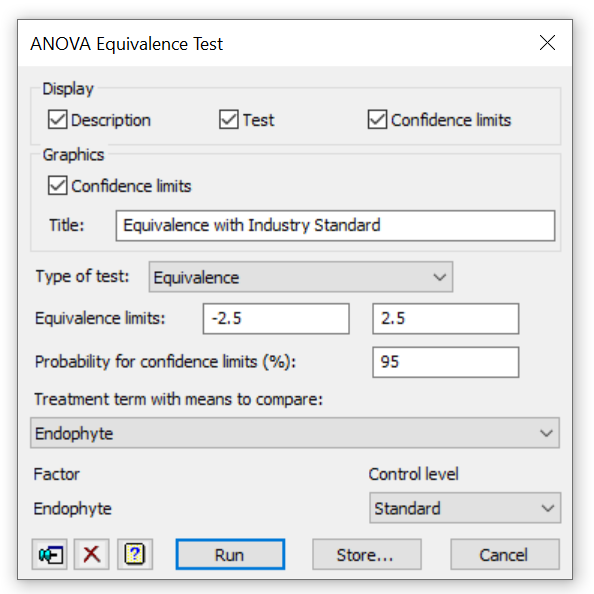 ANOVA Equivalence Test
Display
Description Test Confidence limits
Graphics
Confidence limits
Title: Equivalence with Industry Standard
Type of test: Equivalence
Equivalence limits: -2.5 2.5
Probability for confidence limits (%): 95
Treatment term with means to compare:
Endophyte
Factor Control level
Endophyte Standard
? Run Store... Cancel